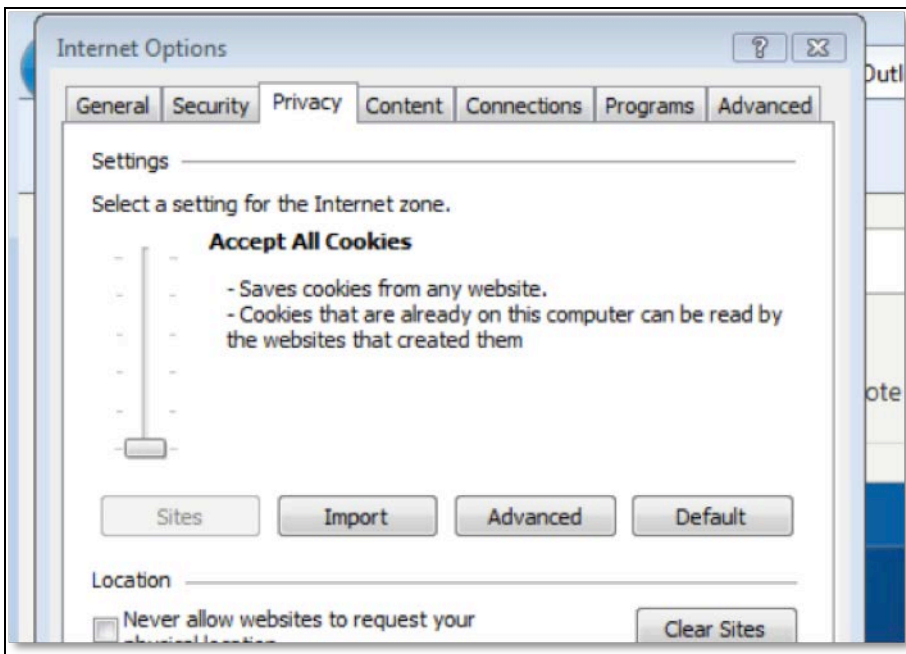 Internet Options
Outl
General Security Privacy Content Connections Programs Advanced
Settings
Select a setting for the Internet zone.
Accept All Cookies
- Saves cookies from any website.
- Cookies that are already on this computer can be read by
the websites that created them
ote
Sites Import Advanced Default
Location
Never allow websites to request your
physical location
Clear Sites